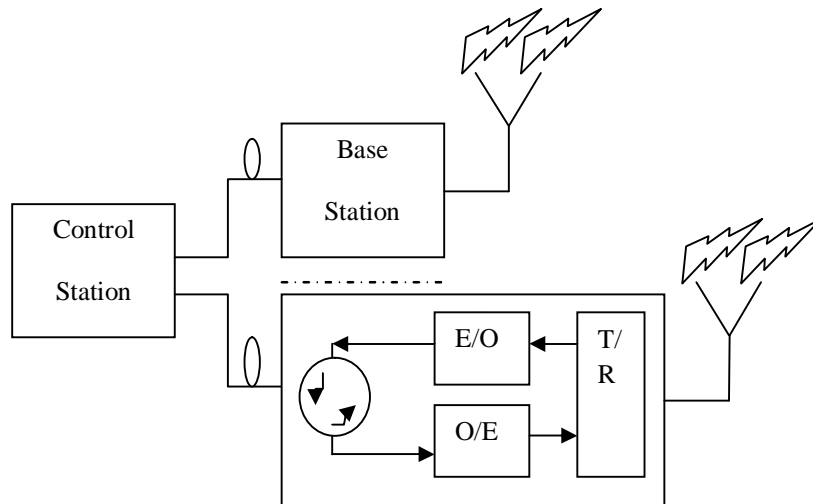 Base
Station
Control
Station
E/O
T/
R
O/E